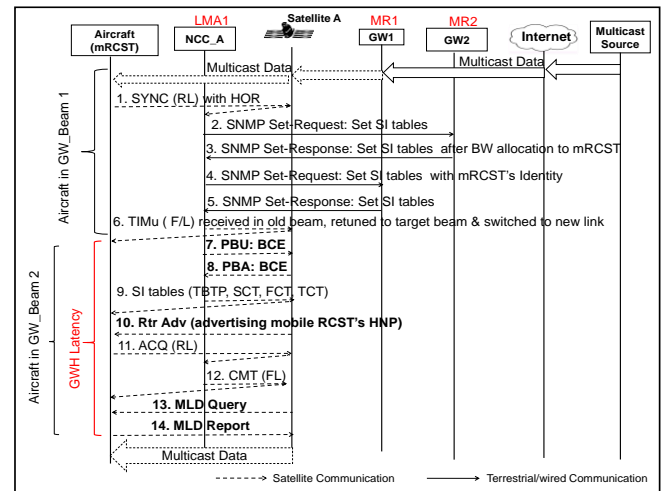 LMA1
Satellite A
MR1
MR2
Aircraft
(mRCST)
NCC_A
GW1
GW2
Internet
Multicast
Source
Multicast Data
Multicast Data
1. SYNC (RL) with HOR
2. SNMP Set-Request: Set SI tables
3. SNMP Set-Response: Set SI tables after BW allocation to mRCST
4. SNMP Set-Request: Set SI tables with mRCST's Identity
5. SNMP Set-Response: Set SI tables
6. TIMu ( F/L) received in old beam, retuned to target beam & switched to new link
7. PBU: BCE
8. PBA: BCE
9. SI tables (TBTP, SCT, FCT, TCT)
10. Rtr Adv (advertising mobile RCST's HNP)
11. ACQ (RL)
12. CMT (FL)
13. MLD Query
14. MLD Report
Multicast Data
Aircraft in GW_Beam 1
Aircraft in GW_Beam 2
GWH Latency
Satellite Communication
Terrestrial/wired Communication